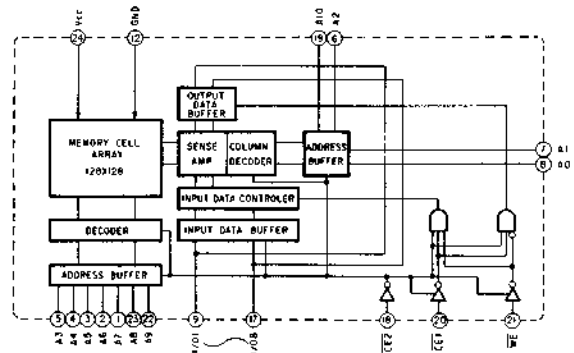 Vcc
GND
A10
A2
24
12
19
6
OUTPUT
DATA
BUFFER
MEMORY CELL
ARRAY
128X128
SENSE
AMP
COLUMN
DECODER
ADDRESS
BUFFER
7
A1
8
A0
INPUT DATA CONTROLER
DECODER
INPUT DATA BUFFER
ADDRESS BUFFER
5
4
3
2
1
23
22
9
17
18
20
21
A3
A4
A5
A6
A7
A8
A9
I/O1
I/O8
CE2
CE1
WE